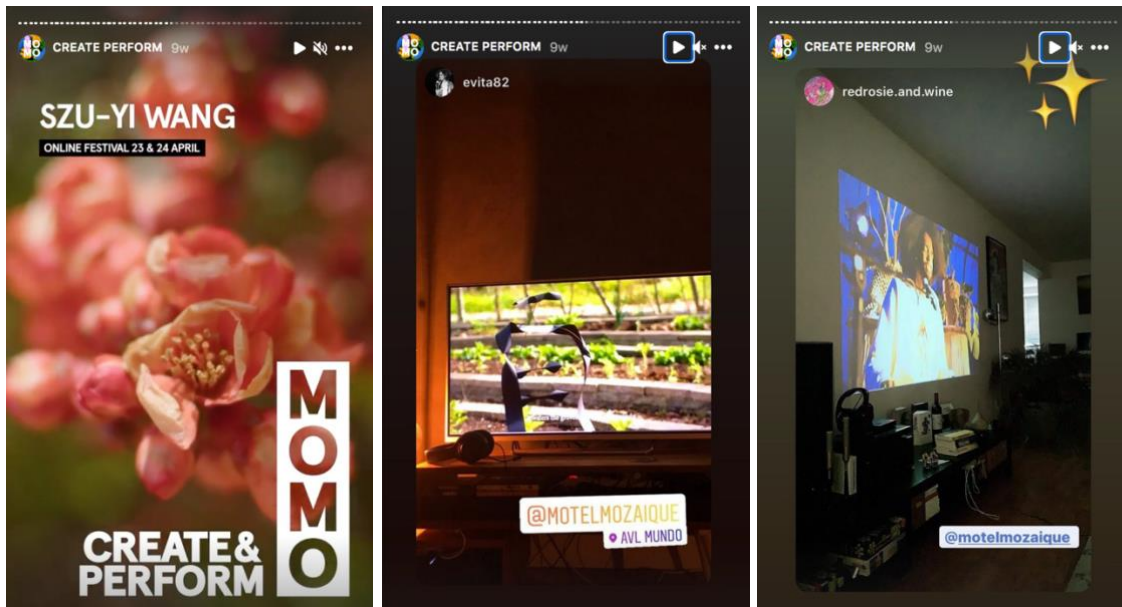 CREATE PERFORM 9w
SZU-YI WANG
ONLINE FESTIVAL 23 & 24 APRIL
MOMO
CREATE&
PERFORM
CREATE PERFORM 9w
evita82
@MOTELMOZAIQUE
AVL MUNDO
CREATE PERFORM 9w
redrosie.and.wine
@motelmozaique